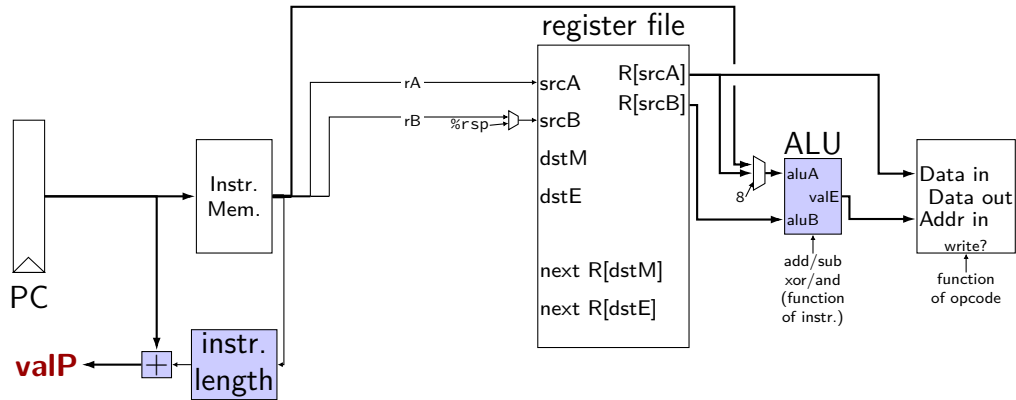 register file
rA
srcA
R[srcA]
R[srcB]
rB
%rsp
srcB
dstM
dstE
next R[dstM]
next R[dstE]
PC
Instr.
Mem.
instr.
length
+
valP
ALU
aluA
valE
aluB
8
add/sub
xor/and
(function
of instr.)
Data in
Data out
Addr in
write?
function
of opcode